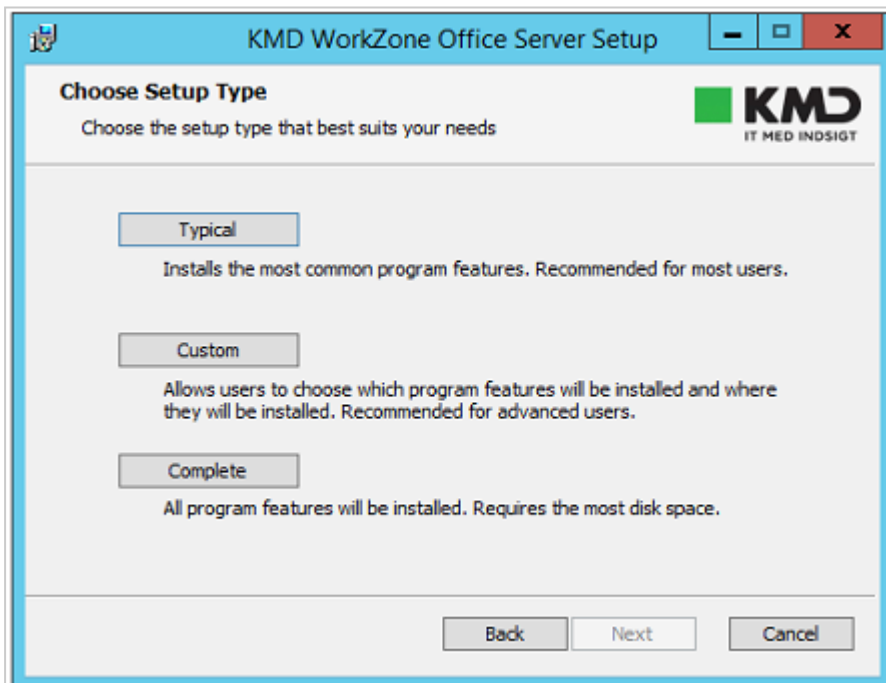 KMD WorkZone Office Server Setup
Choose Setup Type
Choose the setup type that best suits your needs
KMD
IT MED INDSIGT
Typical
Installs the most common program features. Recommended for most users.
Custom
Allows users to choose which program features will be installed and where
they will be installed. Recommended for advanced users.
Complete
All program features will be installed. Requires the most disk space.
Back Next Cancel